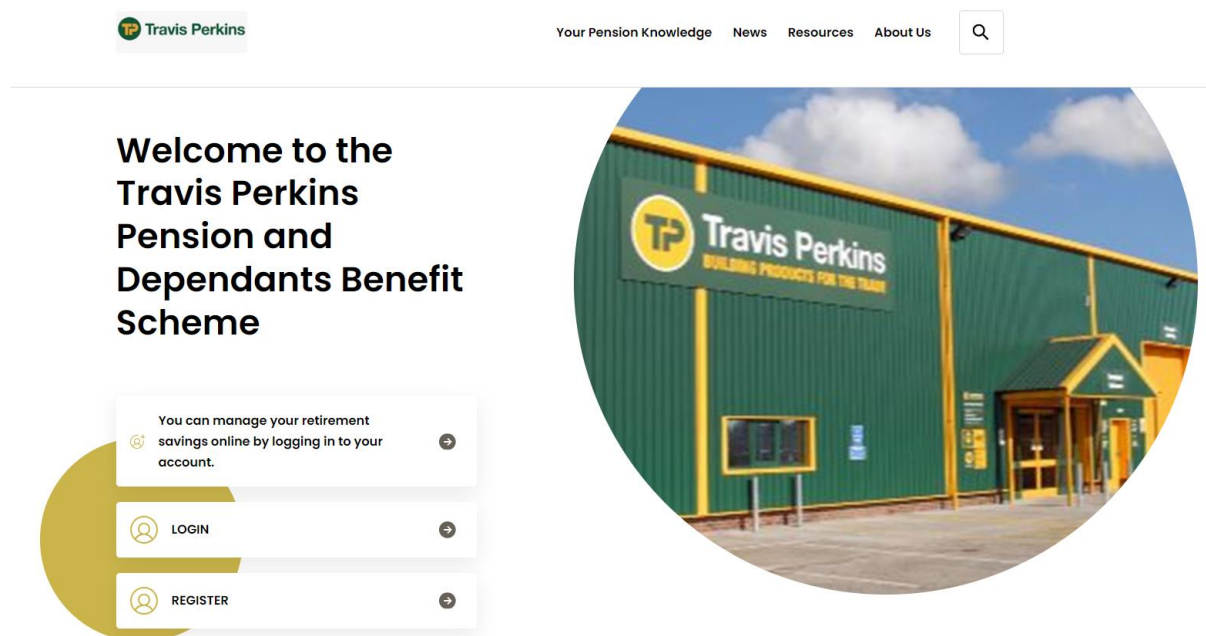 TP Travis Perkins
Your Pension Knowledge News Resources About Us
Welcome to the
Travis Perkins
Pension and
Dependants Benefit
Scheme
TP Travis Perkins
BUILDING PRODUCTS FOR THE TRADE
You can manage your retirement
savings online by logging in to your
account.
LOGIN
REGISTER